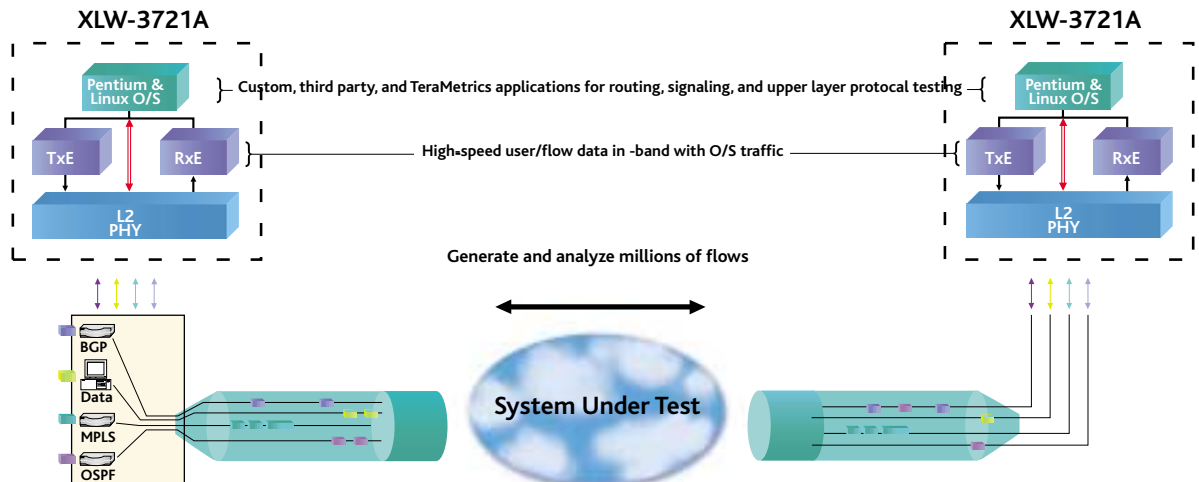 XLW-3721A
XLW-3721A
Pentium &
Linux O/S
Custom, third party, and TeraMetrics applications for routing, signaling, and upper layer protocal testing
Pentium &
Linux O/S
TxE
RxE
High-speed user/flow data in -band with O/S traffic
TxE
RxE
L2
PHY
L2
PHY
Generate and analyze millions of flows
BGP
Data
MPLS
OSPF
System Under Test